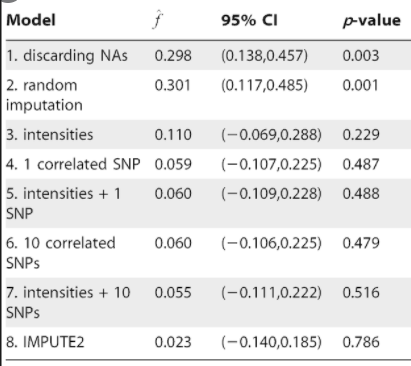 Model f̂ 95% CI p-value
1. discarding NAs 0.298 (0.138,0.457) 0.003
2. random 0.301 (0.117,0.485) 0.001
imputation
3. intensities 0.110 (−0.069,0.288) 0.229
4. 1 correlated SNP 0.059 (−0.107,0.225) 0.487
5. intensities + 1 0.060 (−0.109,0.228) 0.488
SNP
6. 10 correlated 0.060 (−0.106,0.225) 0.479
SNPs
7. intensities + 10 0.055 (−0.111,0.222) 0.516
SNPs
8. IMPUTE2 0.023 (−0.140,0.185) 0.786